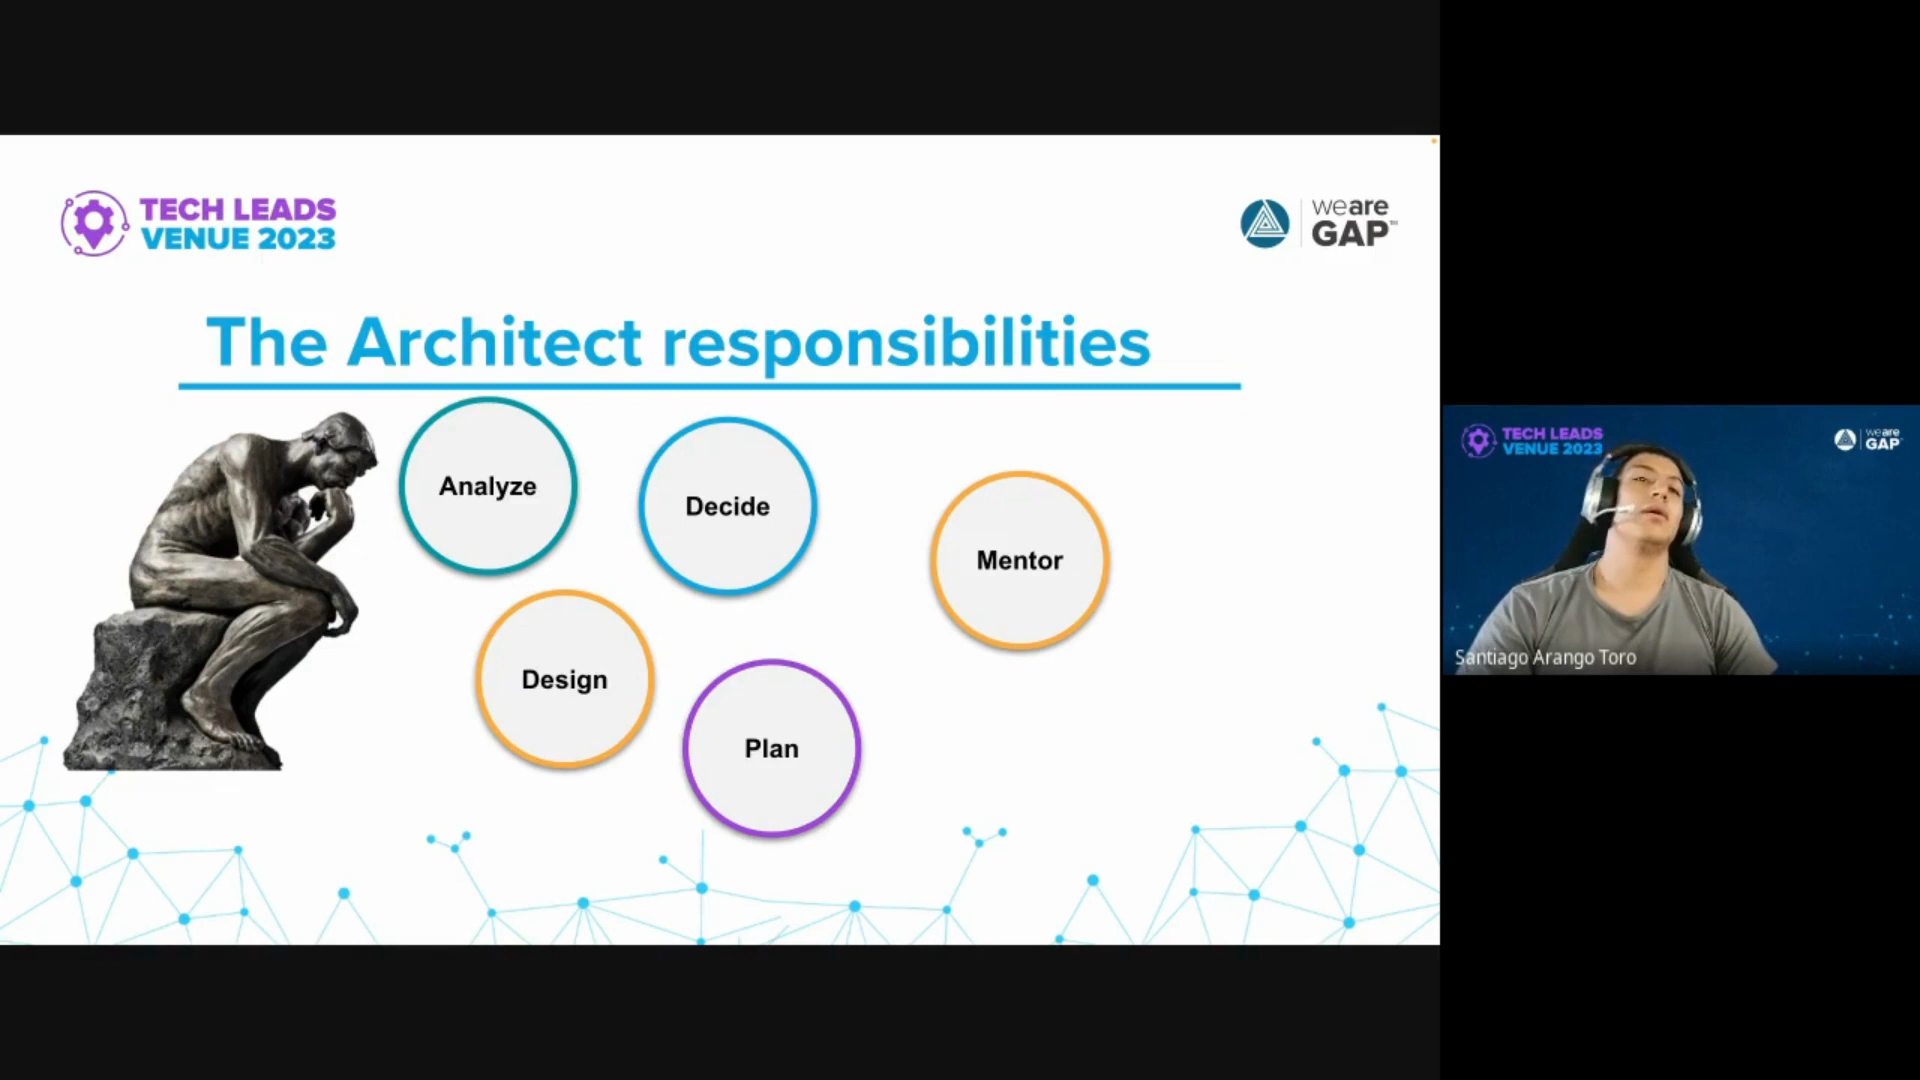 TECH LEADS
VENUE 2023
weare
GAP™
The Architect responsibilities
Analyze
Decide
Mentor
Design
Plan
TECH LEADS
VENUE 2023
weare
GAP
Santiago Arango Toro